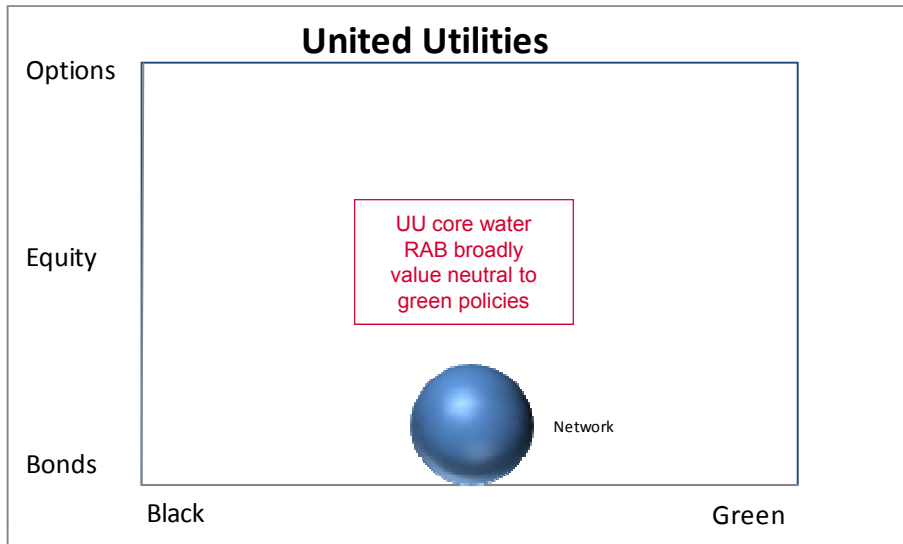 United Utilities
Options
UU core water
RAB broadly
value neutral to
green policies
Equity
Network
Bonds
Black
Green